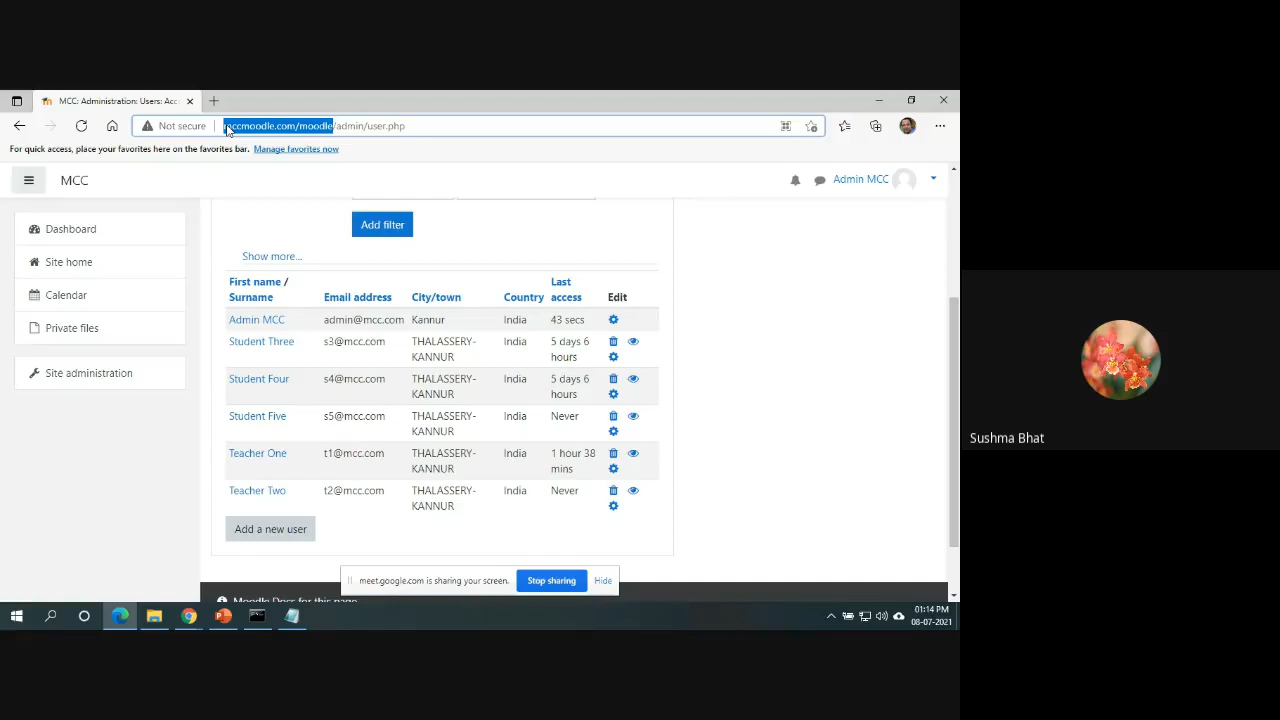 MCC: Administration: Users: Acc
Not secure
mccmoodle.com/moodle/admin/user.php
For quick access, place your favorites here on the favorites bar. Manage favorites now
MCC
Admin MCC
Dashboard
Site home
Calendar
Private files
Site administration
Add filter
Show more...
First name / Surname Email address City/town Country Last access Edit
Admin MCC admin@mcc.com Kannur India 43 secs
Student Three s3@mcc.com THALASSERY-KANNUR India 5 days 6 hours
Student Four s4@mcc.com THALASSERY-KANNUR India 5 days 6 hours
Student Five s5@mcc.com THALASSERY-KANNUR India Never
Teacher One t1@mcc.com THALASSERY-KANNUR India 1 hour 38 mins
Teacher Two t2@mcc.com THALASSERY-KANNUR India Never
Add a new user
meet.google.com is sharing your screen. Stop sharing Hide
Moodle Docs for this page
01:14 PM
08-07-2021
Sushma Bhat